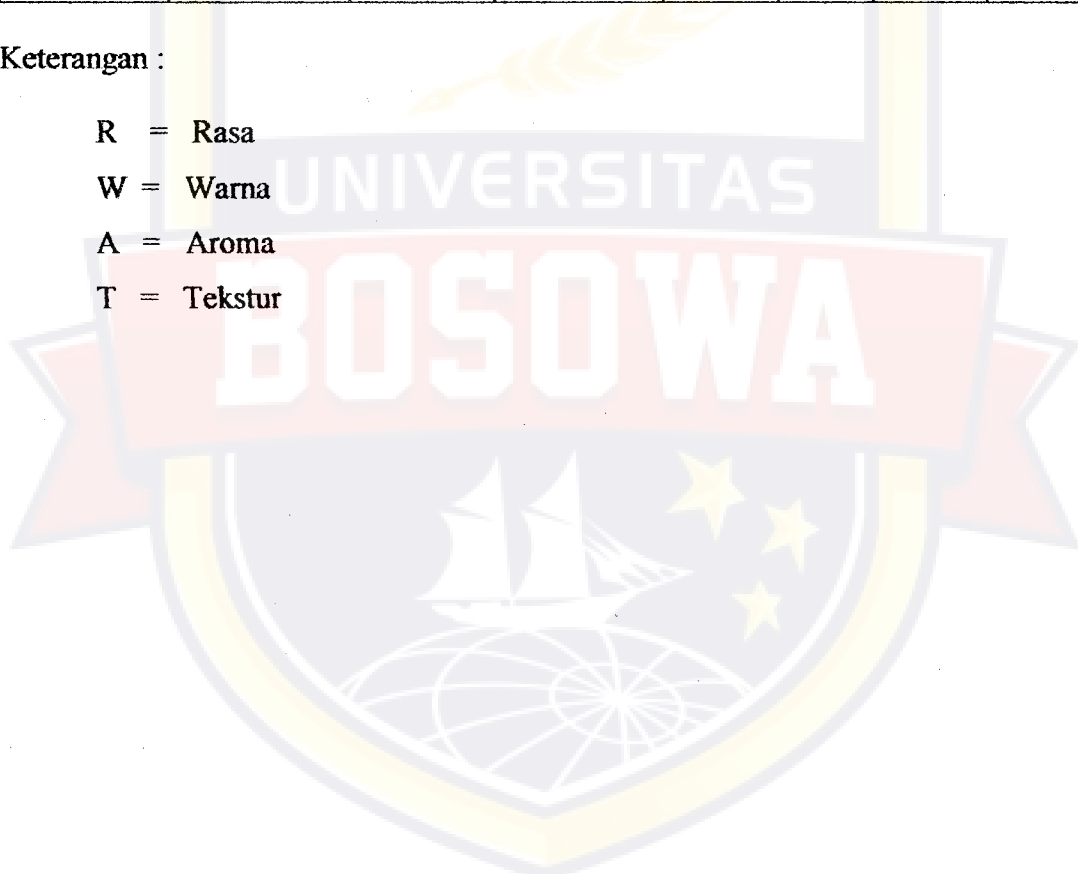 Keterangan :
R = Rasa
W = Warna
A = Aroma
T = Tekstur
UNIVERSITAS
BOSOWA